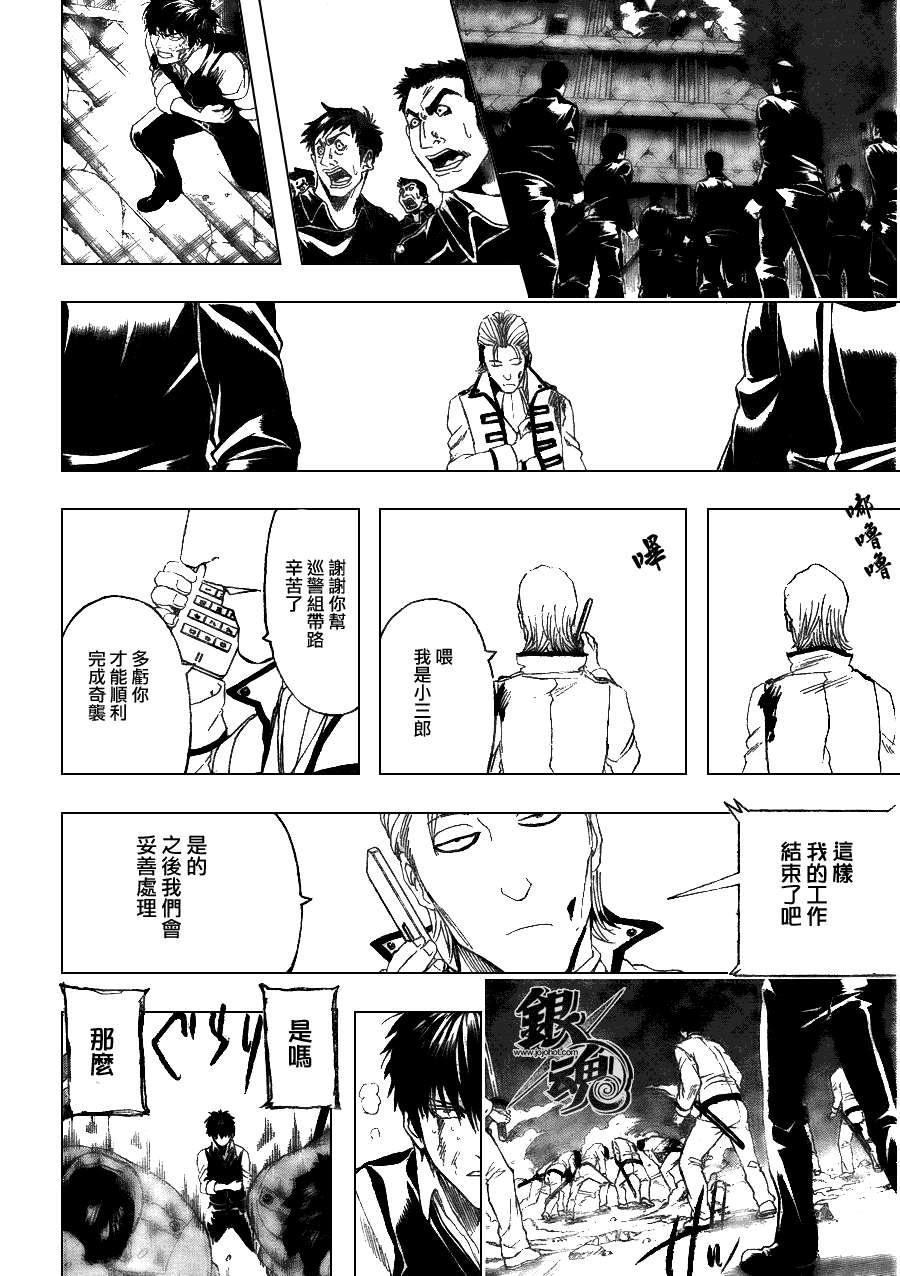 嘟嚕嚕
嗶
喂
我是小三郎
謝謝你幫
巡警組帶路
辛苦了
多虧你
才能順利
完成奇襲
這樣
我的工作
結束了吧
是的
之後我們會
妥善處理
銀魂
www.jojohot.com
是嗎
ぐらり
那麼